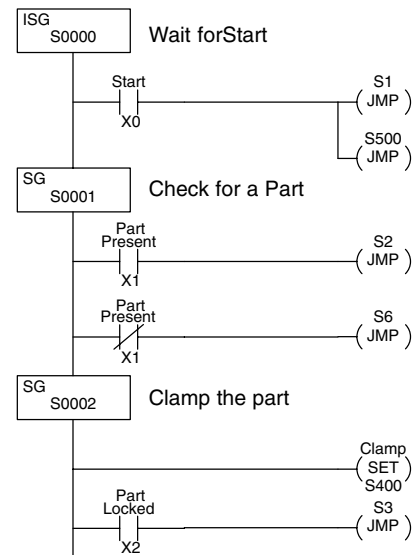 ISG
S0000
Wait forStart
Start
X0
S1
JMP
S500
JMP
SG
S0001
Check for a Part
Part
Present
X1
S2
JMP
Part
Present
X1
S6
JMP
SG
S0002
Clamp the part
Clamp
SET
S400
Part
Locked
X2
S3
JMP